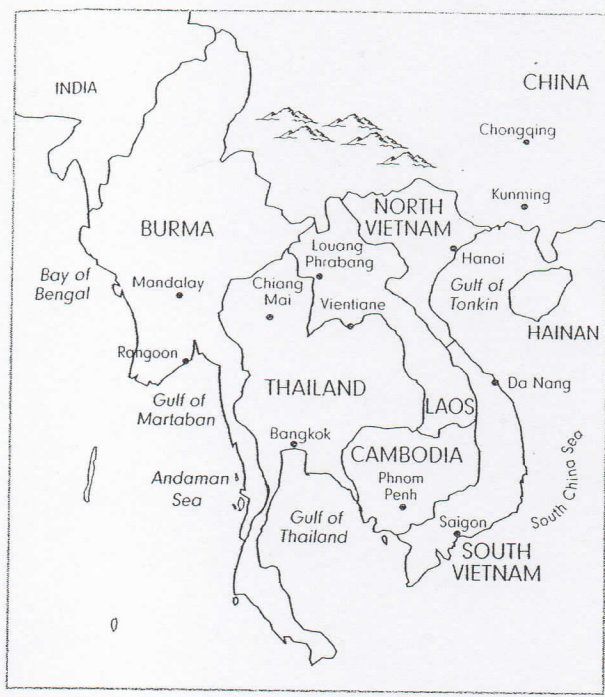 INDIA
CHINA
Chongqing
Kunming
NORTH
VIETNAM
BURMA
Louang
Phrabang
Hanoi
Bay of
Bengal
Mandalay
Chiang
Mai
Vientiane
Gulf of
Tonkin
HAINAN
Rangoon
THAILAND
Da Nang
Gulf of
Martaban
LAOS
Bangkok
CAMBODIA
Phnom
Penh
Andaman
Sea
South China Sea
Gulf of
Thailand
Saigon
SOUTH
VIETNAM